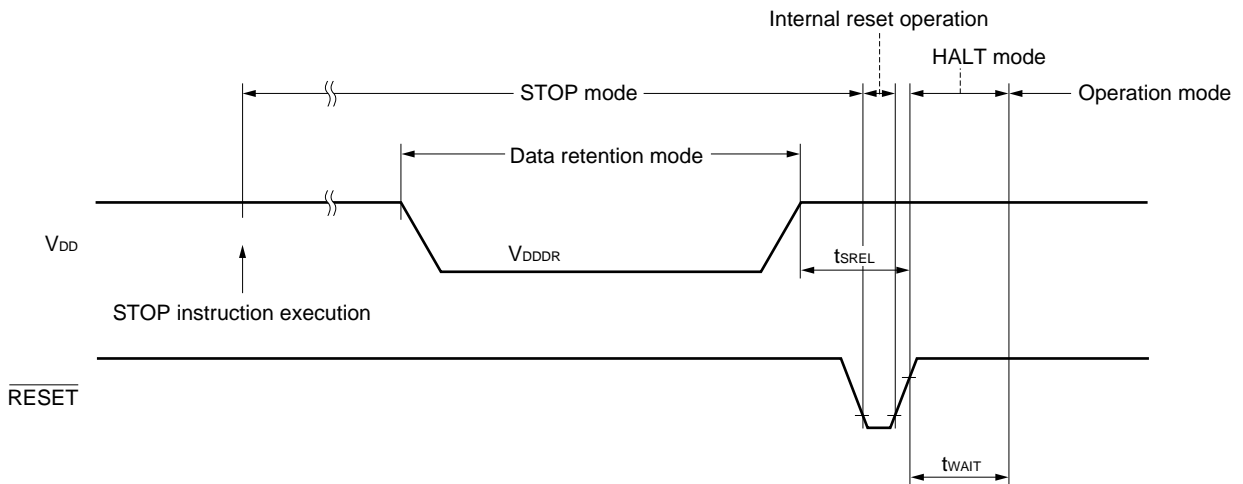 Internal reset operation
HALT mode
STOP mode
Operation mode
Data retention mode
VDD
VDDDR
tSREL
STOP instruction execution
RESET
tWAIT